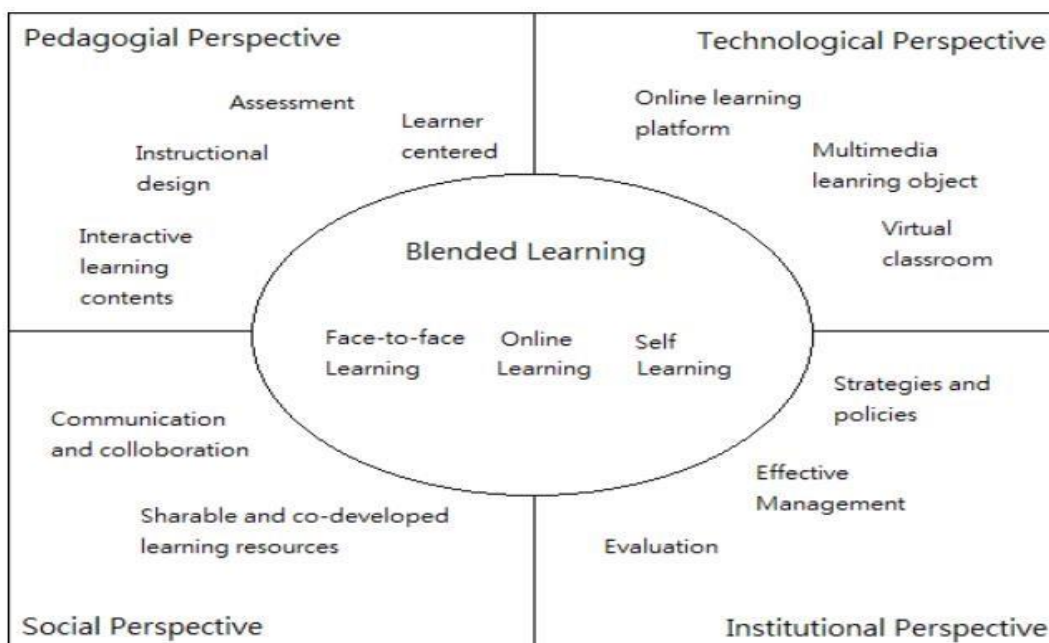 Pedagogial Perspective
Assessment
Learner
centered
Instructional
design
Interactive
learning
contents
Technological Perspective
Online learning
platform
Multimedia
leanring object
Virtual
classroom
Blended Learning
Face-to-face
Learning
Online
Learning
Self
Learning
Communication
and colloboration
Sharable and co-developed
learning resources
Social Perspective
Strategies and
policies
Effective
Management
Evaluation
Institutional Perspective